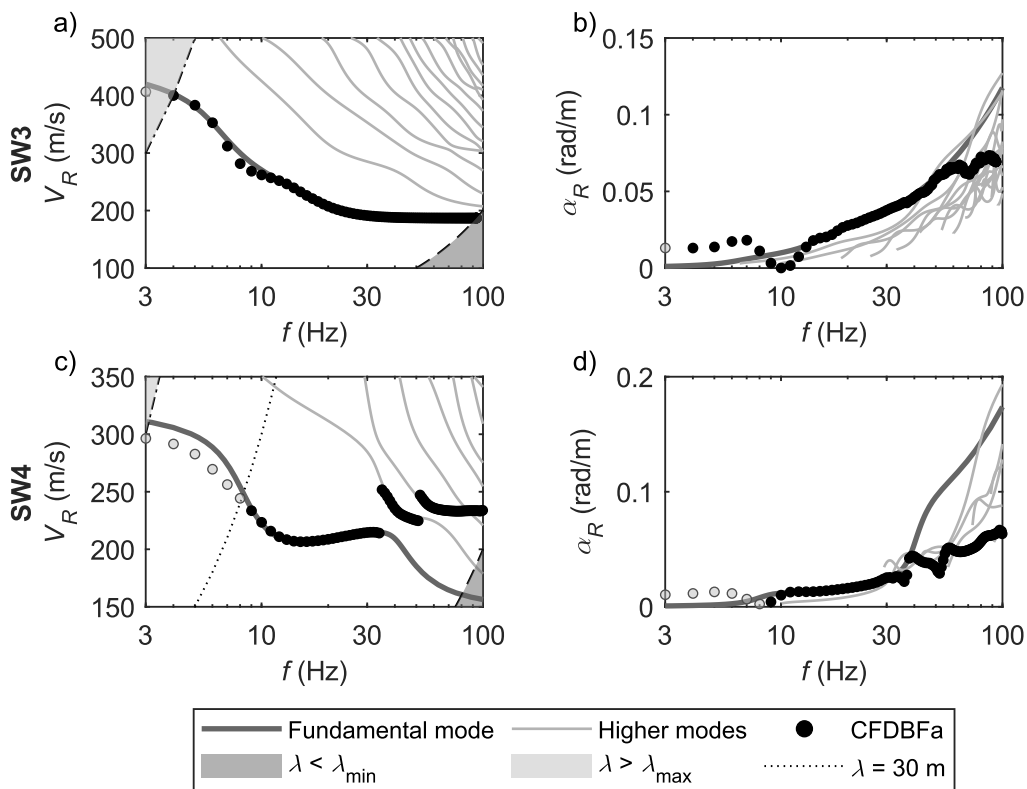 a)
b)
SW3
V_R (m/s)
500
400
300
200
100
3
10
30
100
f (Hz)
α_R (rad/m)
0.15
0.1
0.05
0
3
10
30
100
f (Hz)
c)
d)
SW4
V_R (m/s)
350
300
250
200
150
3
10
30
100
f (Hz)
α_R (rad/m)
0.2
0.1
0
3
10
30
100
f (Hz)
Fundamental mode
Higher modes
CFDBFa
λ < λ_min
λ > λ_max
λ = 30 m